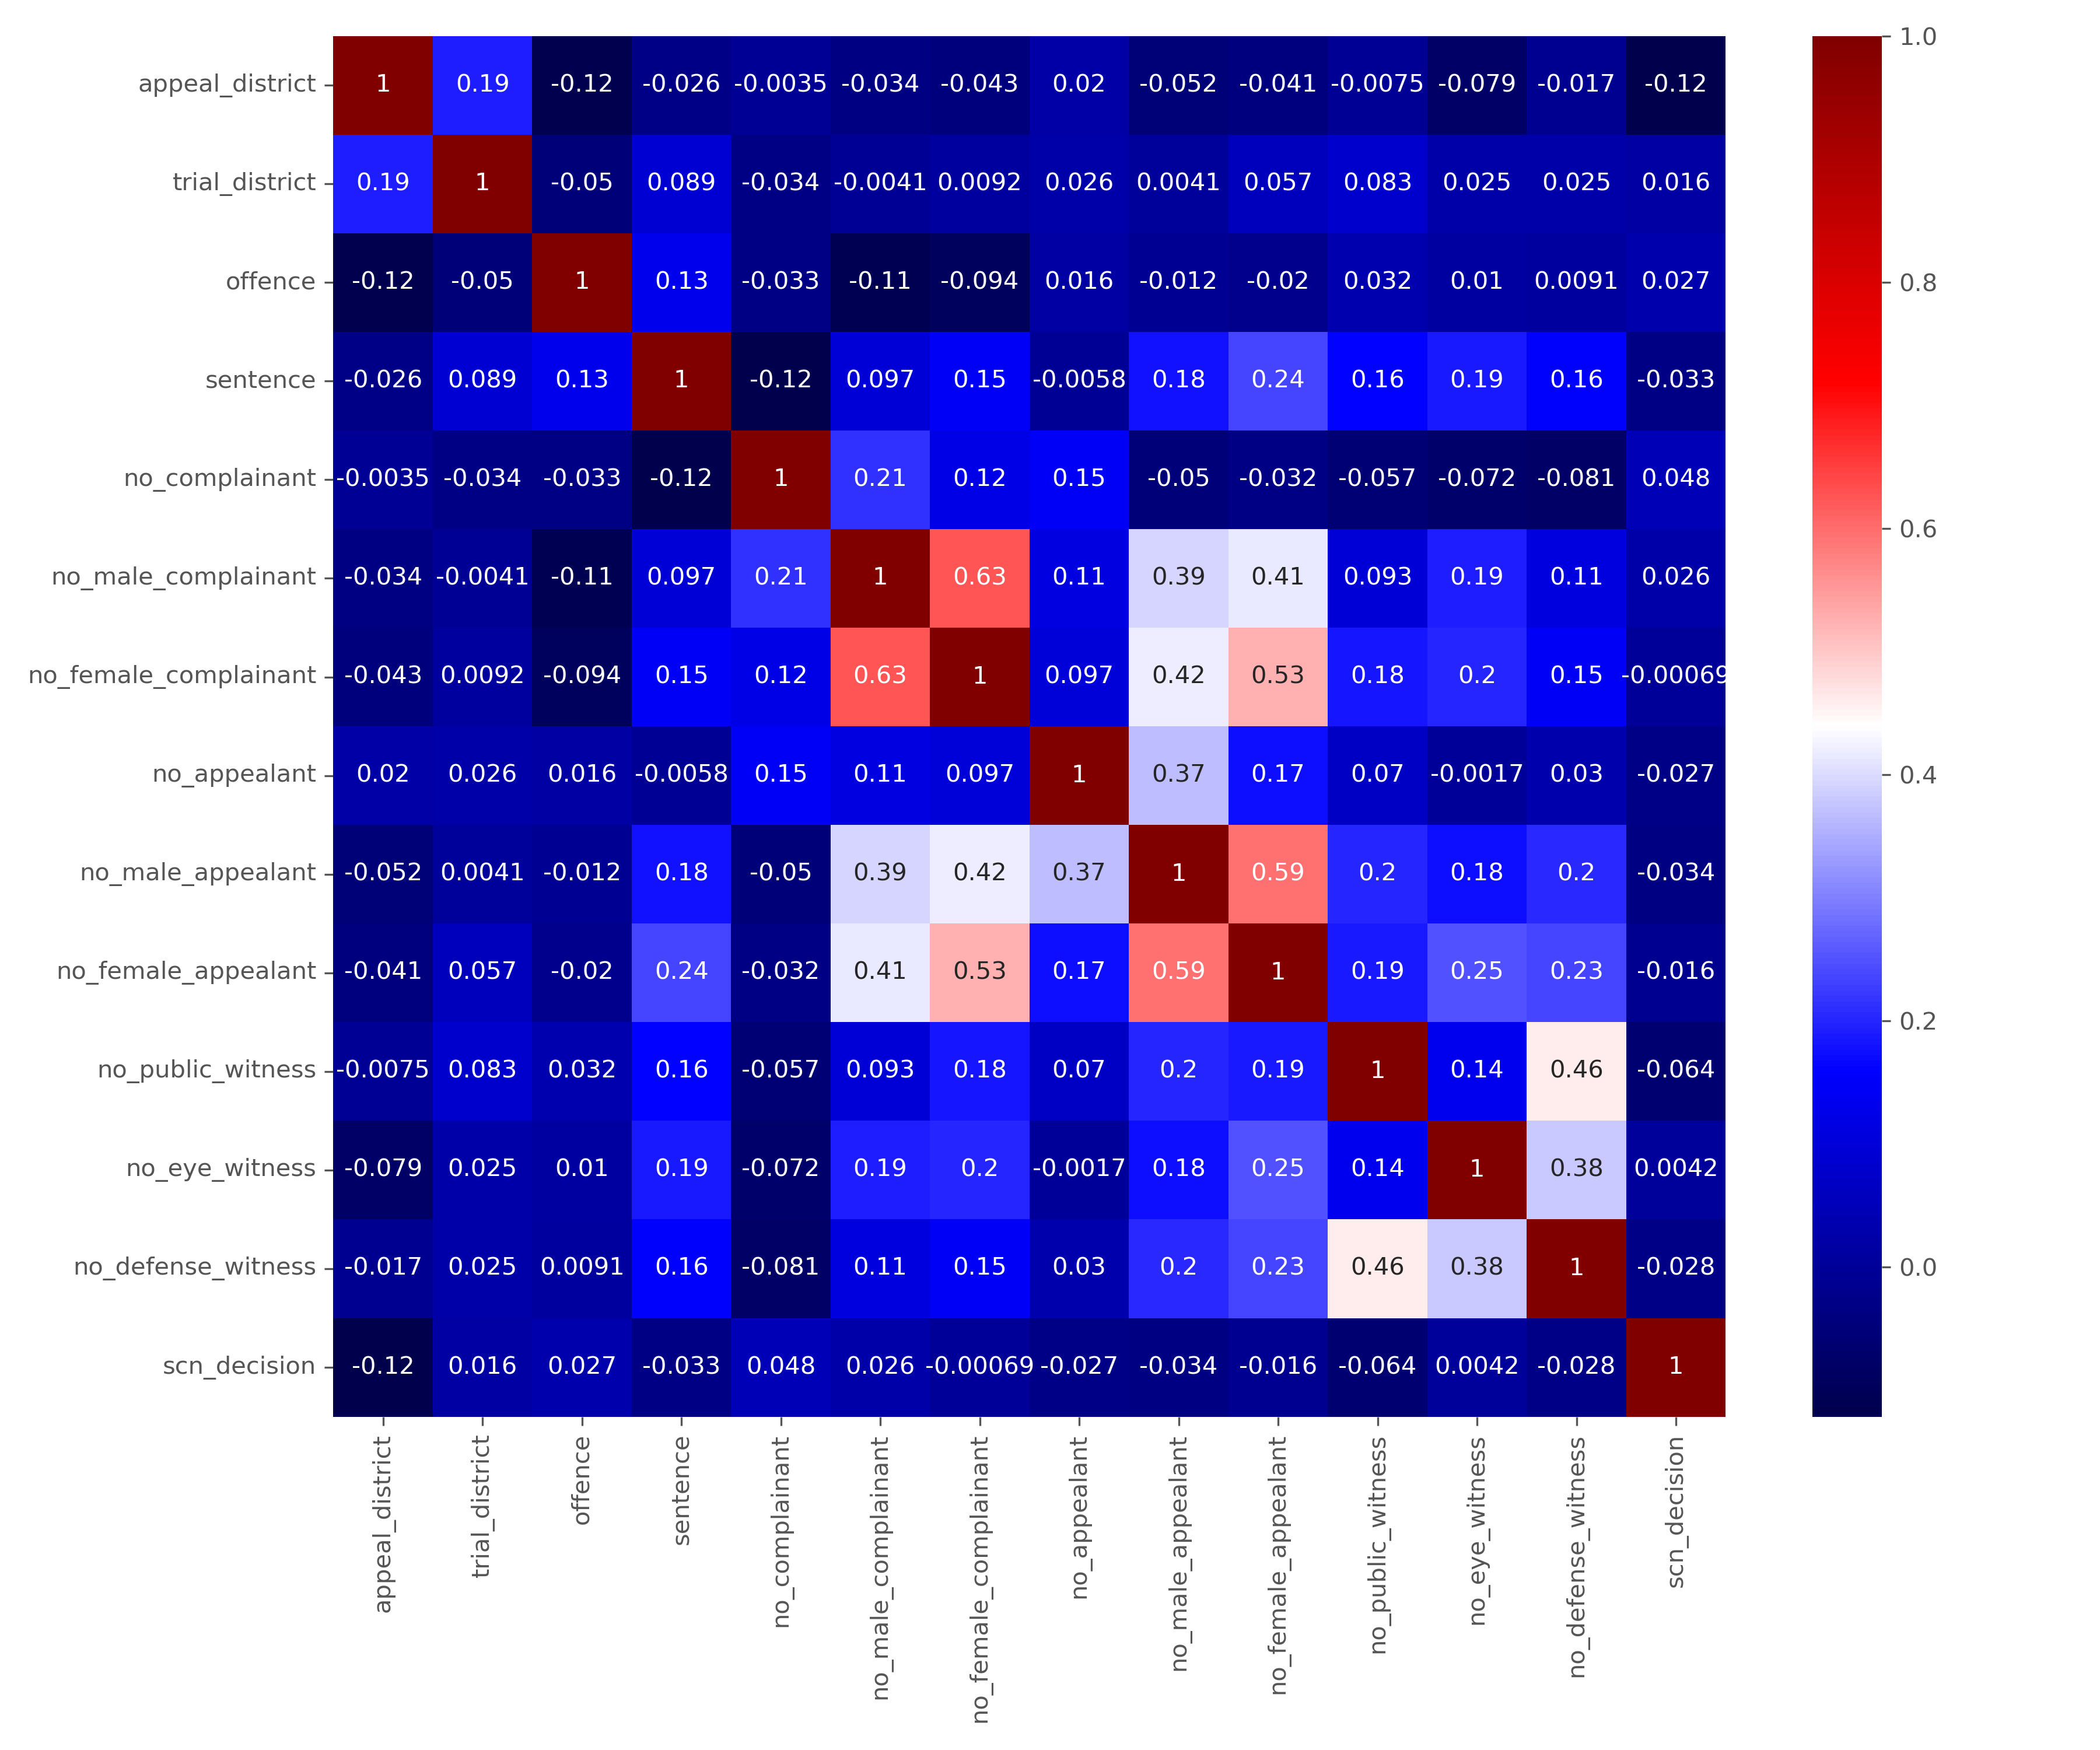 appeal_district 1 0.19 -0.12 -0.026 -0.0035 -0.034 -0.043 0.02 -0.052 -0.041 -0.0075 -0.079 -0.017 -0.12
trial_district 0.19 1 -0.05 0.089 -0.034 -0.0041 0.0092 0.026 0.0041 0.057 0.083 0.025 0.025 0.016
offence -0.12 -0.05 1 0.13 -0.033 -0.11 -0.094 0.016 -0.012 -0.02 0.032 0.01 0.0091 0.027
sentence -0.026 0.089 0.13 1 -0.12 0.097 0.15 -0.0058 0.18 0.24 0.16 0.19 0.16 -0.033
no_complainant -0.0035 -0.034 -0.033 -0.12 1 0.21 0.12 0.15 -0.05 -0.032 -0.057 -0.072 -0.081 0.048
no_male_complainant -0.034 -0.0041 -0.11 0.097 0.21 1 0.63 0.11 0.39 0.41 0.093 0.19 0.11 0.026
no_female_complainant -0.043 0.0092 -0.094 0.15 0.12 0.63 1 0.097 0.42 0.53 0.18 0.2 0.15 -0.00069
no_appealant 0.02 0.026 0.016 -0.0058 0.15 0.11 0.097 1 0.37 0.17 0.07 -0.0017 0.03 -0.027
no_male_appealant -0.052 0.0041 -0.012 0.18 -0.05 0.39 0.42 0.37 1 0.59 0.2 0.18 0.2 -0.034
no_female_appealant -0.041 0.057 -0.02 0.24 -0.032 0.41 0.53 0.17 0.59 1 0.19 0.25 0.23 -0.016
no_public_witness -0.0075 0.083 0.032 0.16 -0.057 0.093 0.18 0.07 0.2 0.19 1 0.14 0.46 -0.064
no_eye_witness -0.079 0.025 0.01 0.19 -0.072 0.19 0.2 -0.0017 0.18 0.25 0.14 1 0.38 0.0042
no_defense_witness -0.017 0.025 0.0091 0.16 -0.081 0.11 0.15 0.03 0.2 0.23 0.46 0.38 1 -0.028
scn_decision -0.12 0.016 0.027 -0.033 0.048 0.026 -0.00069 -0.027 -0.034 -0.016 -0.064 0.0042 -0.028 1
appeal_district
trial_district
offence
sentence
no_complainant
no_male_complainant
no_female_complainant
no_appealant
no_male_appealant
no_female_appealant
no_public_witness
no_eye_witness
no_defense_witness
scn_decision
1.0
0.8
0.6
0.4
0.2
0.0